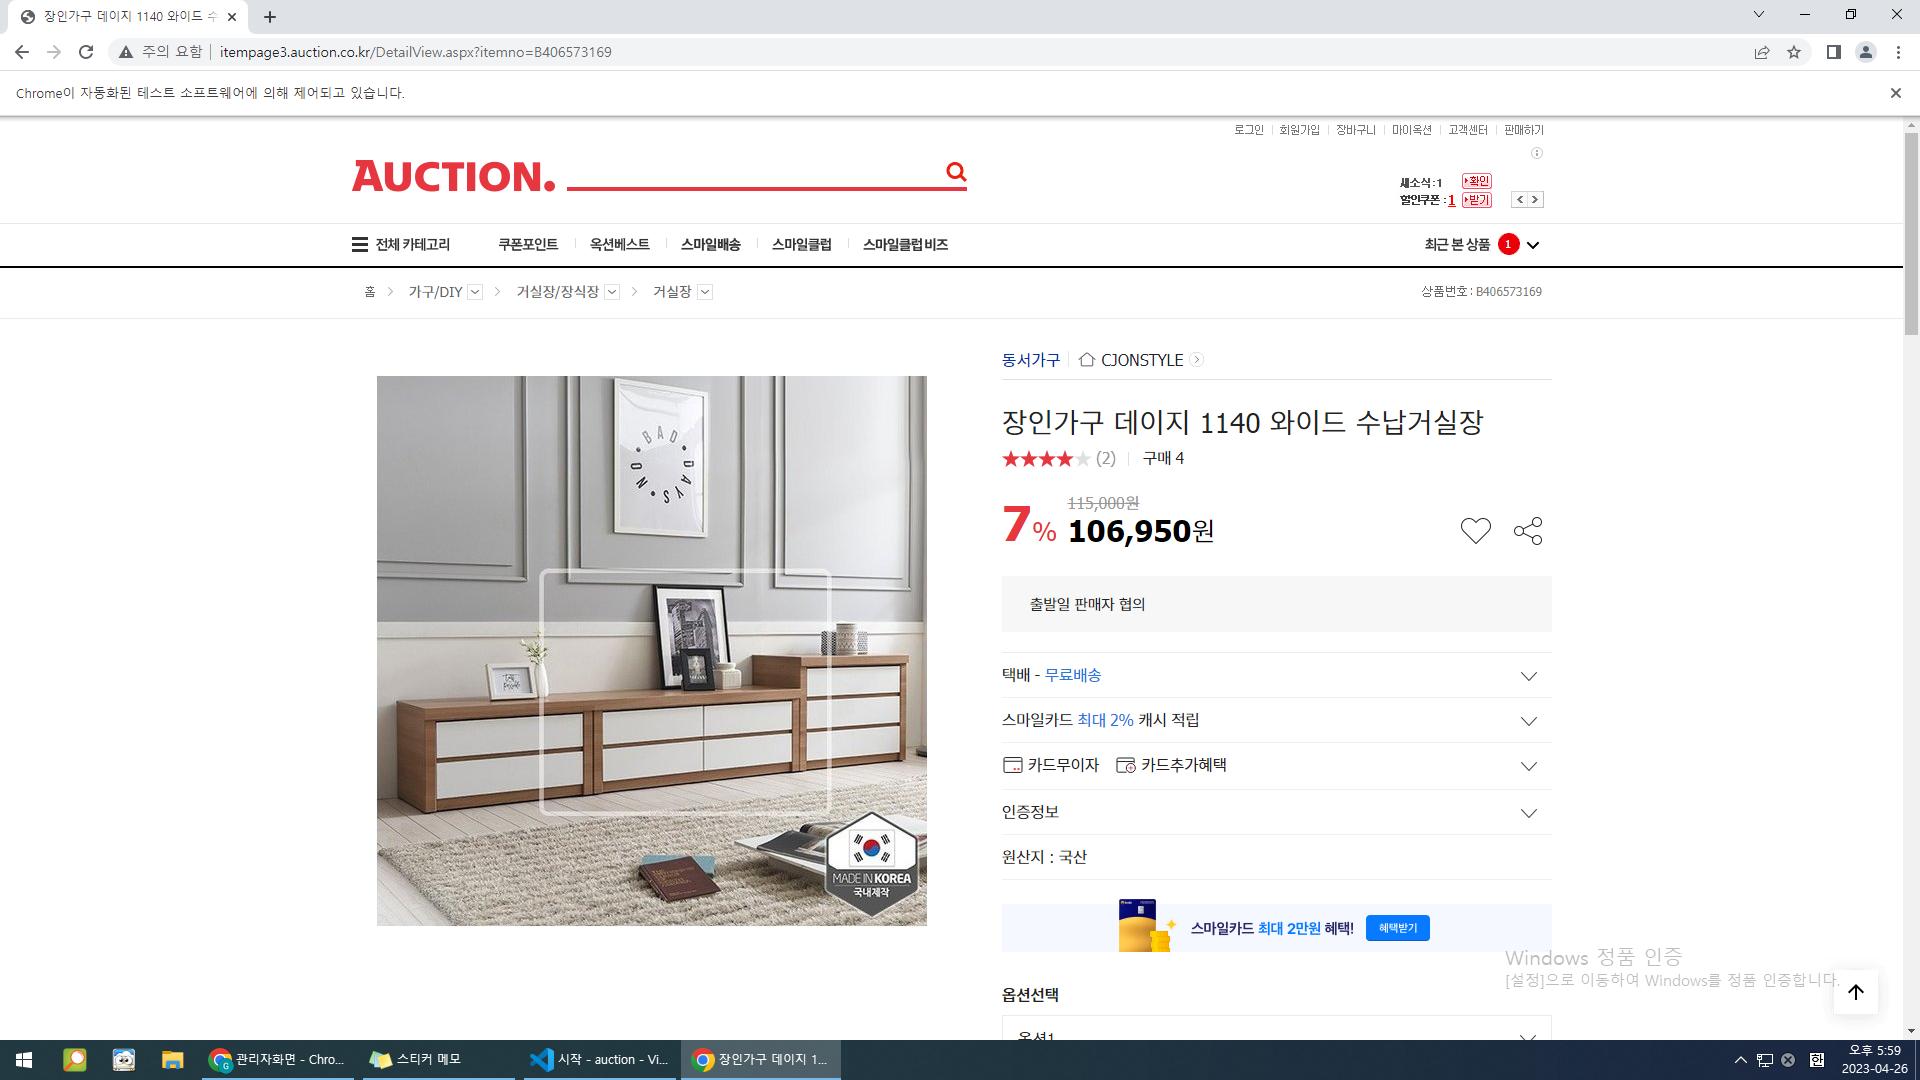 장인가구 데이지 1140 와이드 수
주의 요함
itempage3.auction.co.kr/DetailView.aspx?itemno=B406573169
Chrome이 자동화된 테스트 소프트웨어에 의해 제어되고 있습니다.
로그인 회원가입 장바구니 마이옥션 고객센터 판매하기
AUCTION.
새소식:1 확인
할인쿠폰 : 1 받기
전체 카테고리 쿠폰포인트 옥션베스트 스마일배송 스마일클럽 스마일클럽 비즈 최근 본 상품 1
홈 가구/DIY 거실장/장식장 거실장 상품번호 : B406573169
동서가구 CJONSTYLE
장인가구 데이지 1140 와이드 수납거실장
(2) 구매 4
115,000원
7% 106,950원
출발일 판매자 협의
택배 - 무료배송
스마일카드 최대 2% 캐시 적립
카드무이자 카드추가혜택
인증정보
원산지 : 국산
BAD DAYS NO
MADE IN KOREA
국내제작
스마일카드 최대 2만원 혜택! 혜택받기
Windows 정품 인증
[설정]으로 이동하여 Windows를 정품 인증합니다.
옵션선택
옵션1
관리자화면 - Chro...
스티커 메모
시작 - auction - Vi...
장인가구 데이지 1...
한
오후 5:59
2023-04-26